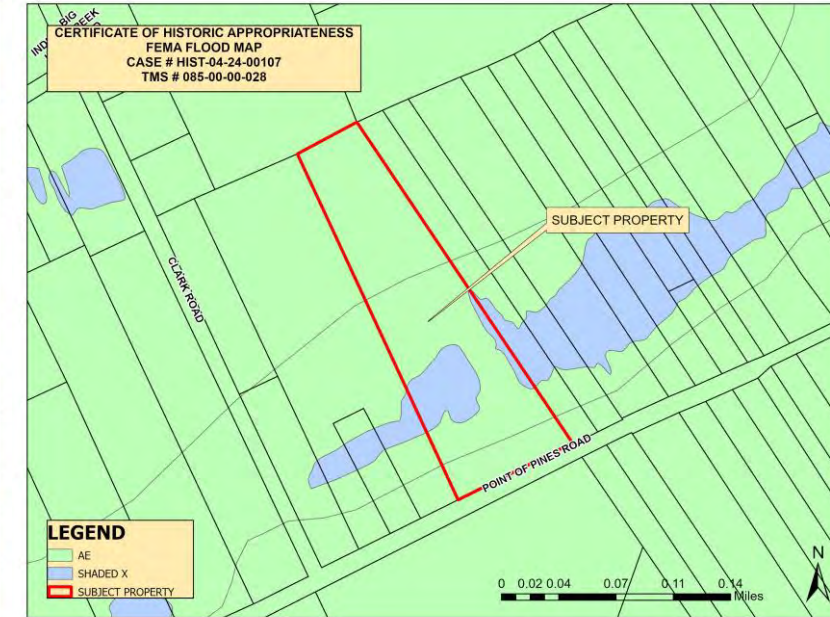 CERTIFICATE OF HISTORIC APPROPRIATENESS
FEMA FLOOD MAP
CASE # HIST-04-24-00107
TMS # 085-00-00-028
SUBJECT PROPERTY
CLARK ROAD
POINT OF PINES ROAD
LEGEND
AE
SHADED X
SUBJECT PROPERTY
N
0 0.02 0.04 0.07 0.11 0.14
Miles